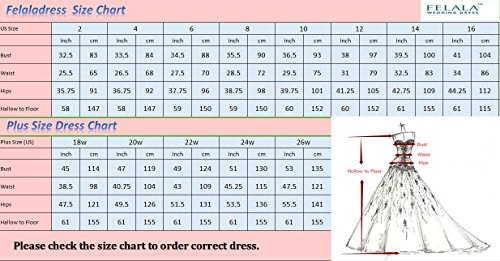 Felaladress Size Chart
FELALA™
WEDDING DRESS
US Size 2 4 6 8 10 12 14 16
inch cm inch cm inch cm inch cm inch cm inch cm inch cm inch cm
Bust 32.5 83 33.5 84 34.5 88 35.5 90 36.5 93 38 97 39.5 100 41 104
Waist 25.5 65 26.5 68 27.5 70 28.5 72 29.5 75 31 79 32.5 83 34 86
Hips 35.75 91 36.75 92 37.75 96 38.75 98 39.75 101 41.25 105 42.75 109 44.25 112
Hallow to Floor 58 147 58 147 59 150 59 150 60 152 60 152 61 155 61 115
Plus Size Dress Chart
Plus Size (US) 18w 20w 22w 24w 26w
inch cm inch cm inch cm inch cm inch cm
Bust 45 114 47 119 49 124 51 130 53 135
Waist 38.5 98 40.75 104 43 109 45.25 115 47.5 121
Hips 47.5 121 49.5 126 51.5 131 53.5 136 55.5 141
Hallow to Floor 61 155 61 155 61 155 61 155 61 155
Bust
Waist
Hips
Hallow to Floor
Please check the size chart to order correct dress.